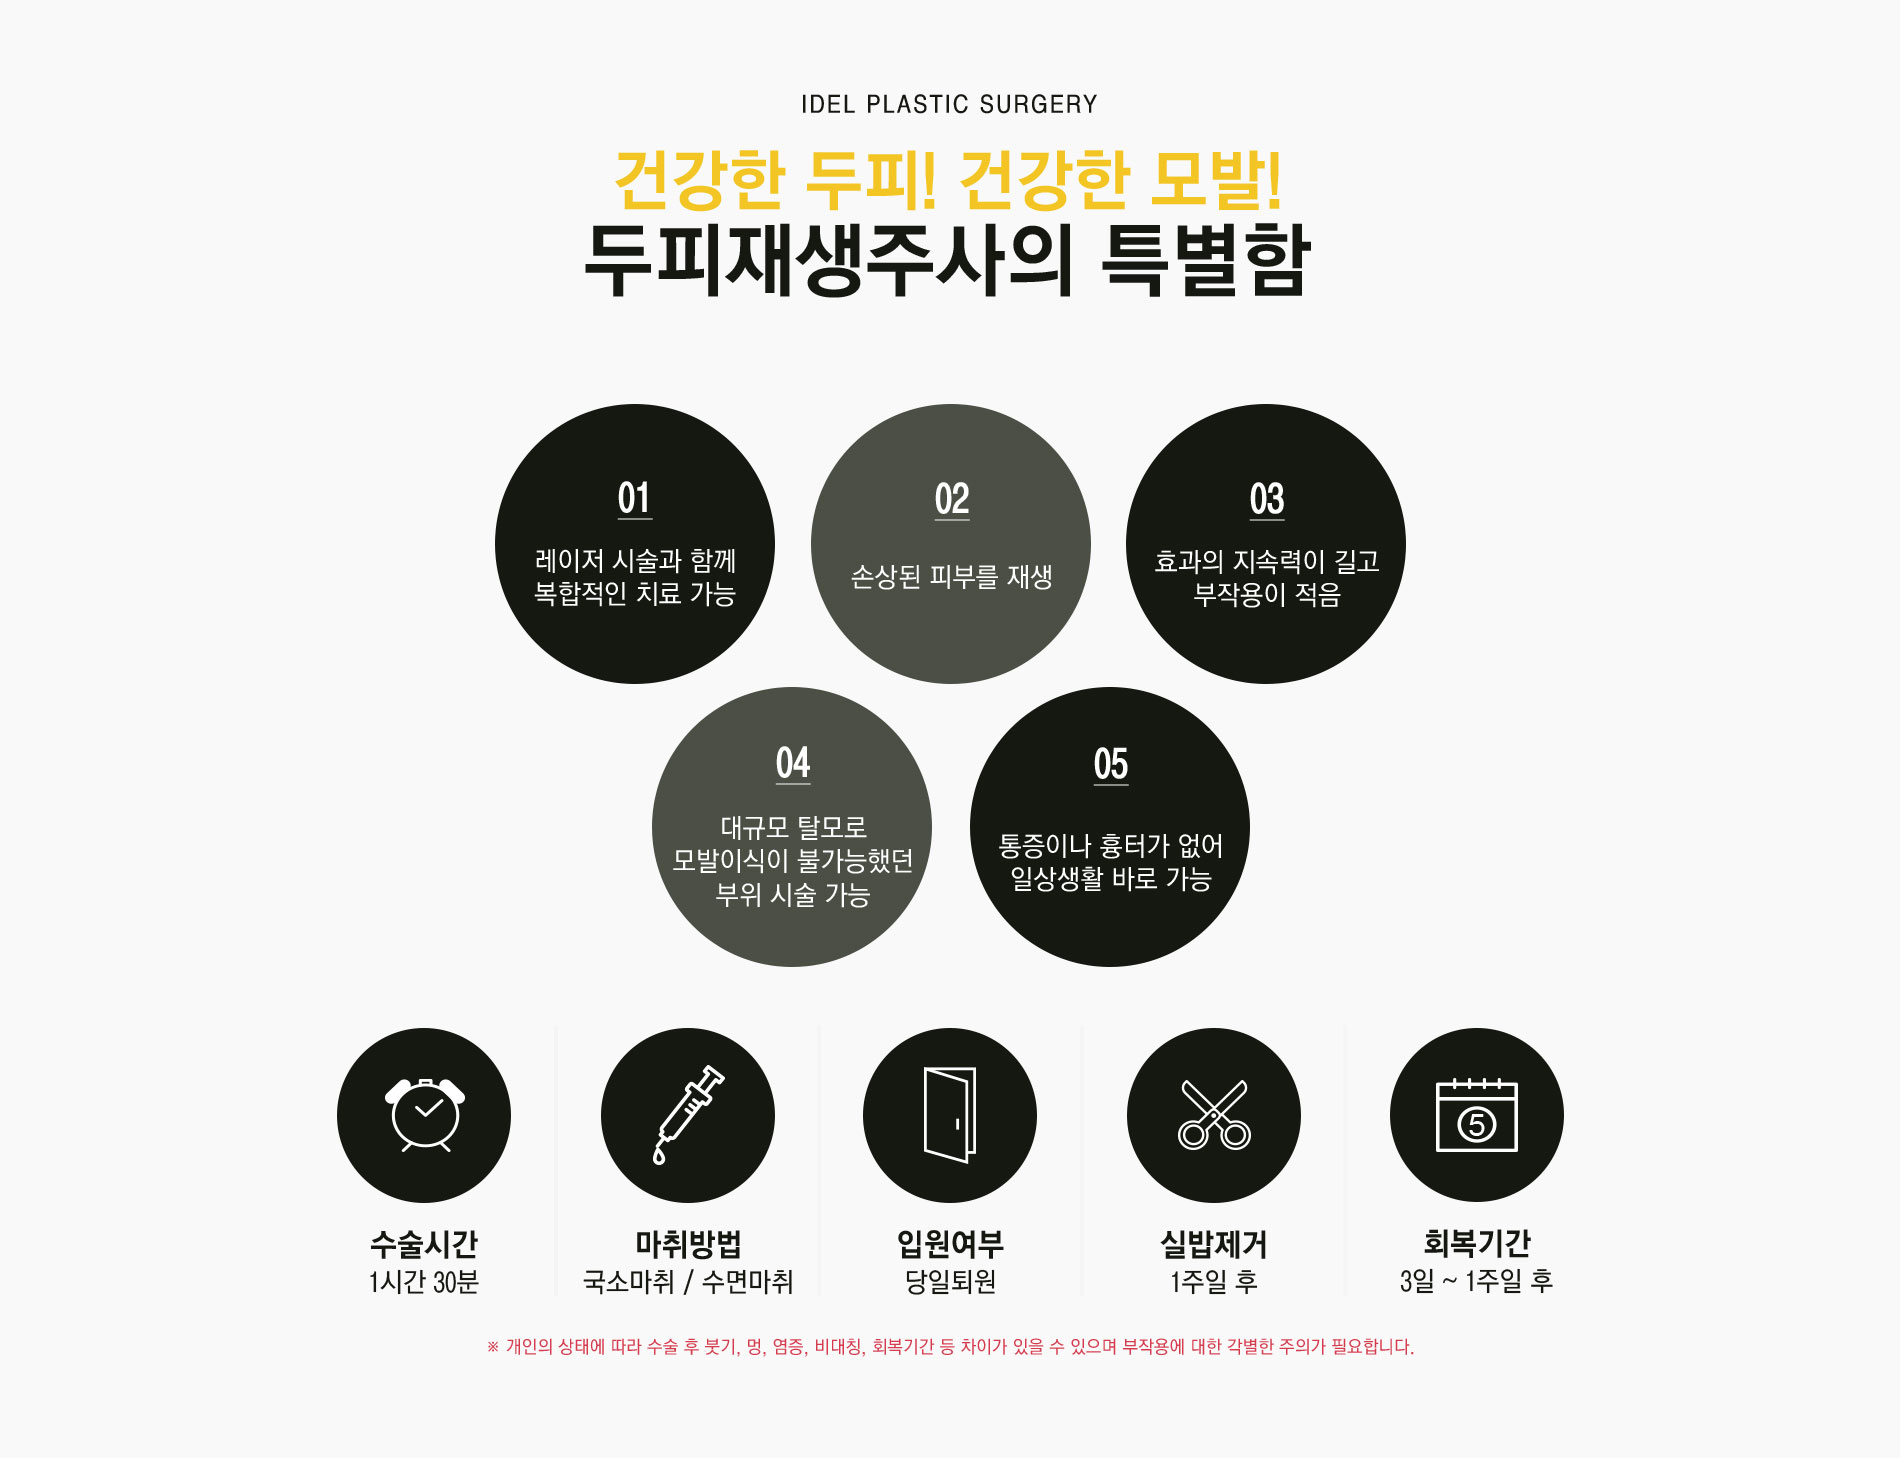 IDEL PLASTIC SURGERY
건강한 두피! 건강한 모발!
두피재생주사의 특별함
01
레이저 시술과 함께
복합적인 치료 가능
02
손상된 피부를 재생
03
효과의 지속력이 길고
부작용이 적음
04
대규모 탈모로
모발이식이 불가능했던
부위 시술 가능
05
통증이나 흉터가 없어
일상생활 바로 가능
수술시간
1시간 30분
마취방법
국소마취 / 수면마취
입원여부
당일퇴원
실밥제거
1주일 후
5
회복기간
3일 ~ 1주일 후
※ 개인의 상태에 따라 수술 후 붓기, 멍, 염증, 비대칭, 회복기간 등 차이가 있을 수 있으며 부작용에 대한 각별한 주의가 필요합니다.